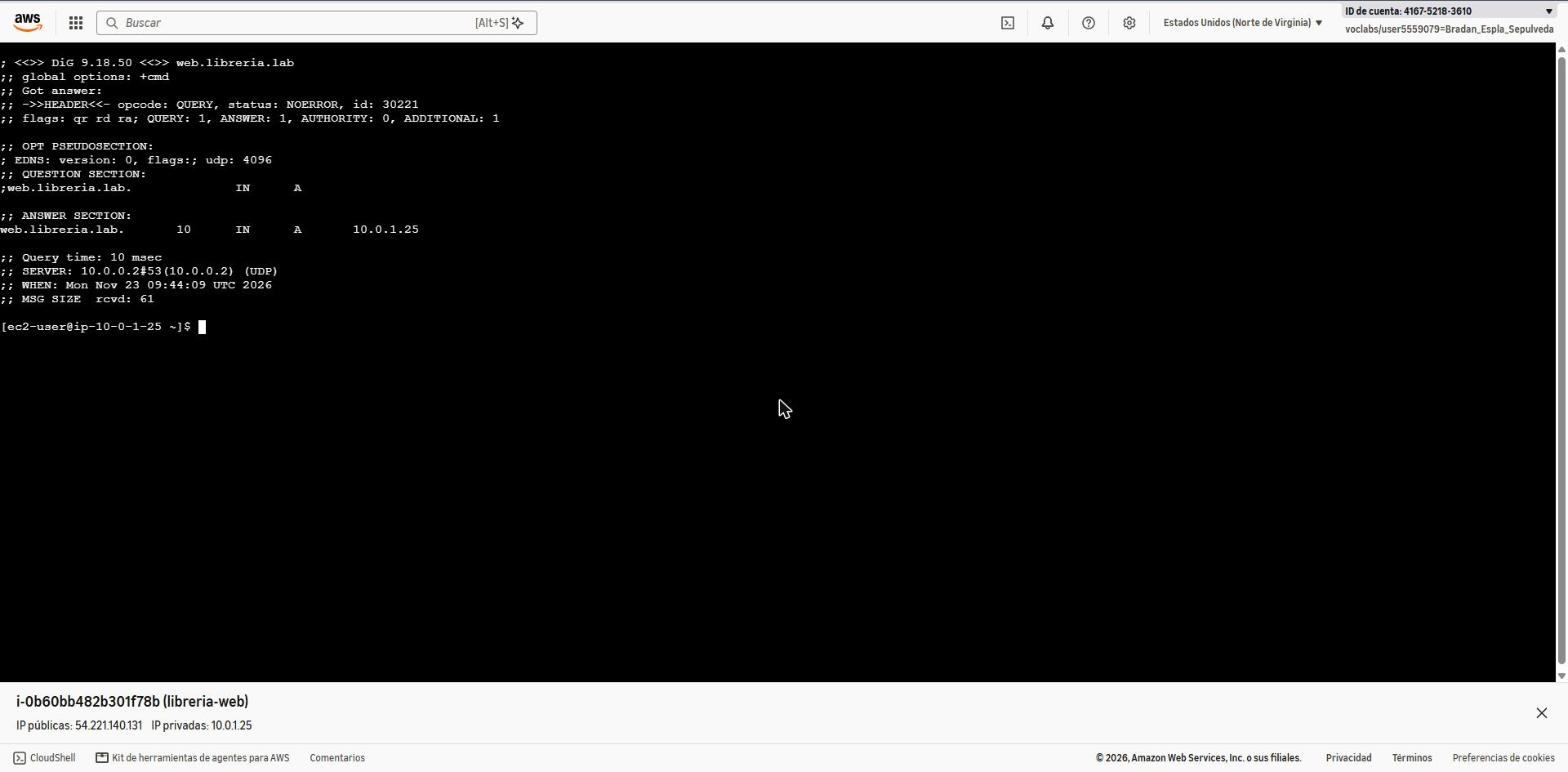 aws
Buscar
[Alt+S]
Estados Unidos (Norte de Virginia)
ID de cuenta: 4167-5218-3610
voclabs/user5559079=Bradan_Espla_Sepulveda
; <<>> DiG 9.18.50 <<>> web.libreria.lab
;; global options: +cmd
;; Got answer:
;; ->>HEADER<<- opcode: QUERY, status: NOERROR, id: 30221
;; flags: qr rd ra; QUERY: 1, ANSWER: 1, AUTHORITY: 0, ADDITIONAL: 1
;; OPT PSEUDOSECTION:
; EDNS: version: 0, flags:; udp: 4096
;; QUESTION SECTION:
;web.libreria.lab. IN A
;; ANSWER SECTION:
web.libreria.lab. 10 IN A 10.0.1.25
;; Query time: 10 msec
;; SERVER: 10.0.0.2#53(10.0.0.2) (UDP)
;; WHEN: Mon Nov 23 09:44:09 UTC 2026
;; MSG SIZE rcvd: 61
[ec2-user@ip-10-0-1-25 ~]$
i-0b60bb482b301f78b (libreria-web)
IP públicas: 54.221.140.131 IP privadas: 10.0.1.25
CloudShell Kit de herramientas de agentes para AWS Comentarios © 2026, Amazon Web Services, Inc. o sus filiales. Privacidad Términos Preferencias de cookies